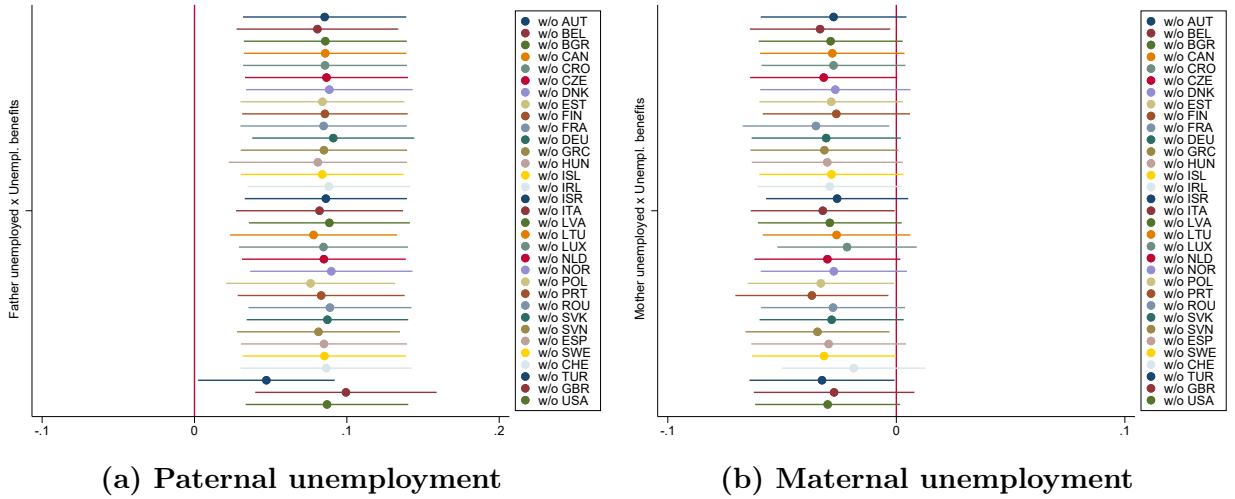 Father unemployed x Unempl. benefits
-.1
0
.1
.2
w/o AUT
w/o BEL
w/o BGR
w/o CAN
w/o CRO
w/o CZE
w/o DNK
w/o EST
w/o FIN
w/o FRA
w/o DEU
w/o GRC
w/o HUN
w/o ISL
w/o IRL
w/o ISR
w/o ITA
w/o LVA
w/o LTU
w/o LUX
w/o NLD
w/o NOR
w/o POL
w/o PRT
w/o ROU
w/o SVK
w/o SVN
w/o ESP
w/o SWE
w/o CHE
w/o TUR
w/o GBR
w/o USA
(a) Paternal unemployment
Mother unemployed x Unempl. benefits
-.1
0
.1
w/o AUT
w/o BEL
w/o BGR
w/o CAN
w/o CRO
w/o CZE
w/o DNK
w/o EST
w/o FIN
w/o FRA
w/o DEU
w/o GRC
w/o HUN
w/o ISL
w/o IRL
w/o ISR
w/o ITA
w/o LVA
w/o LTU
w/o LUX
w/o NLD
w/o NOR
w/o POL
w/o PRT
w/o ROU
w/o SVK
w/o SVN
w/o ESP
w/o SWE
w/o CHE
w/o TUR
w/o GBR
w/o USA
(b) Maternal unemployment